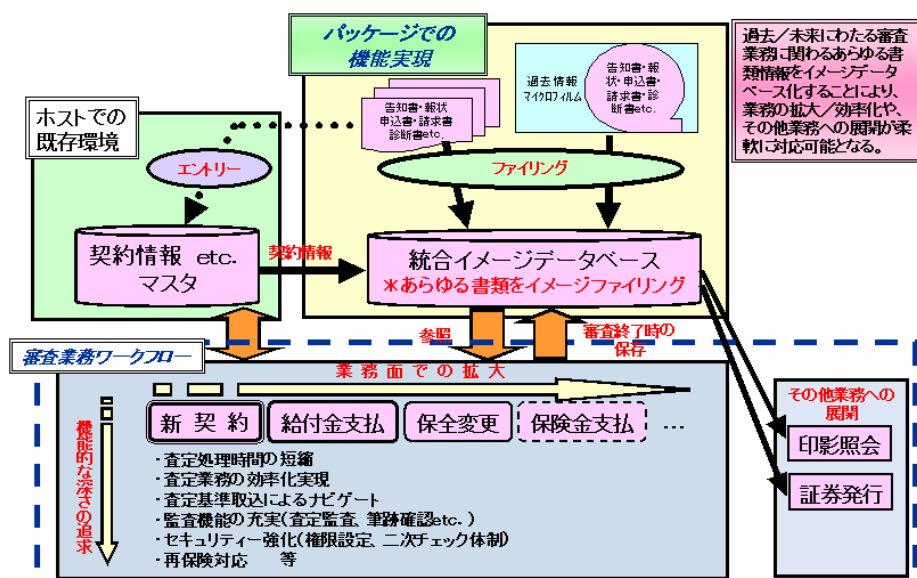 パッケージでの
機能実現
過去/未来にわたる審査
業務に関わるあらゆる書
類情報をイメージデータ
ベース化することにより、
業務の拡大/効率化や、
その他業務への展開が柔
軟に対応可能となる。
ホストでの
既存環境
告知書・報状
申込書・請求書
診断書etc.
過去情報
マイクロフィルム
告知書・報
状・申込書・
請求書・診
断書etc.
エントリー
ファイリング
契約情報 etc.
マスタ
契約情報
統合イメージデータベース
＊あらゆる書類をイメージファイリング
参照
審査終了時の
保存
審査業務ワークフロー
業務面での拡大
機能的な深さの追求
新契約
給付金支払
保全変更
保険金支払
…
・査定処理時間の短縮
・査定業務の効率化実現
・査定基準取込によるナビゲート
・監査機能の充実(査定監査、筆跡確認etc.)
・セキュリティー強化(権限設定、二次チェック体制)
・再保険対応 等
その他業務への
展開
印影照会
証券発行